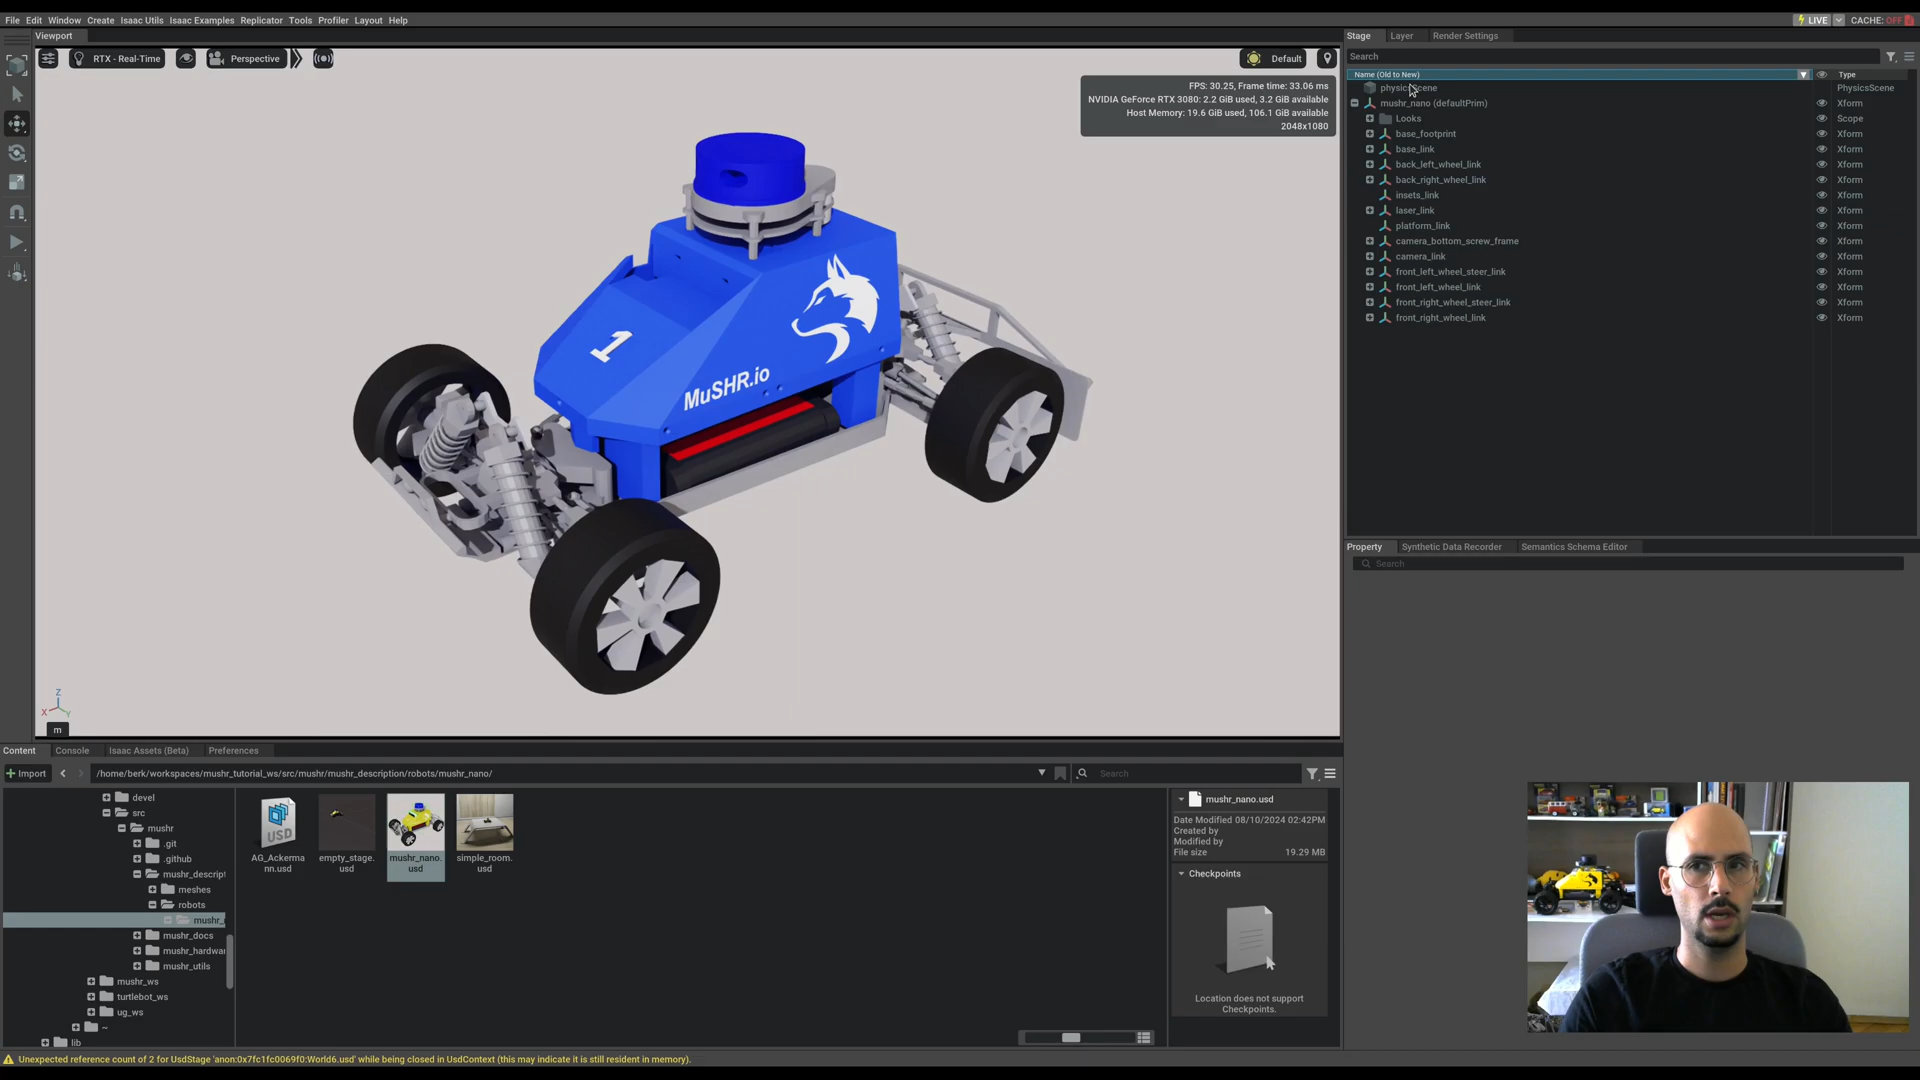 File Edit Window Create Isaac Utils Isaac Examples Replicator Tools Profiler Layout Help
LIVE CACHE: OFF
Viewport
RTX - Real-Time Perspective Default
FPS: 30.25, Frame time: 33.06 ms
NVIDIA GeForce RTX 3080: 2.2 GiB used, 3.2 GiB available
Host Memory: 19.6 GiB used, 106.1 GiB available
2048x1080
1
MuSHR.io
Z
X Y
m
Stage Layer Render Settings
Search
Name (Old to New) Type
physicsScene PhysicsScene
mushr_nano (defaultPrim) Xform
Looks Scope
base_footprint Xform
base_link Xform
back_left_wheel_link Xform
back_right_wheel_link Xform
insets_link Xform
laser_link Xform
platform_link Xform
camera_bottom_screw_frame Xform
camera_link Xform
front_left_wheel_steer_link Xform
front_left_wheel_link Xform
front_right_wheel_steer_link Xform
front_right_wheel_link Xform
Property Synthetic Data Recorder Semantics Schema Editor
Search
Content Console Isaac Assets (Beta) Preferences
Import /home/berk/workspaces/mushr_tutorial_ws/src/mushr/mushr_description/robots/mushr_nano/ Search
devel
src
mushr
.git
.github
mushr_descript
meshes
robots
mushr_
mushr_docs
mushr_hardwar
mushr_utils
mushr_ws
turtlebot_ws
ug_ws
~
lib
USD
AG_Ackerma
nn.usd
empty_stage.
usd
mushr_nano.
usd
simple_room.
usd
mushr_nano.usd
Date Modified 08/10/2024 02:42PM
Created by
Modified by
File size 19.29 MB
Checkpoints
Location does not support
Checkpoints.
Unexpected reference count of 2 for UsdStage 'anon:0x7fc1fc0069f0:World6.usd' while being closed in UsdContext (this may indicate it is still resident in memory).